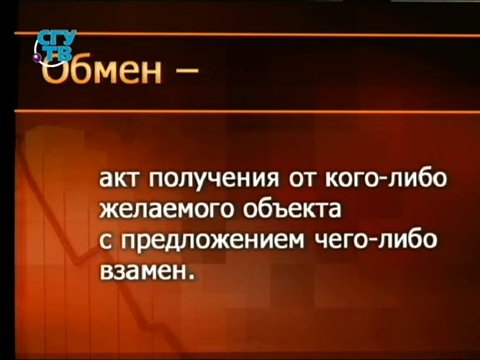 СГУ
ТВ
Обмен –
акт получения от кого-либо
желаемого объекта
с предложением чего-либо
взамен.